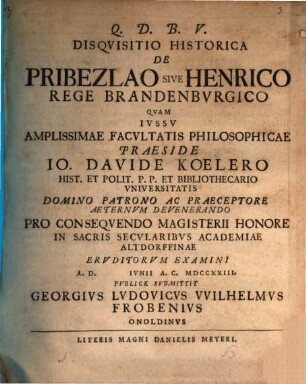 Q. D. B. V.
DISQVISITIO HISTORICA
DE
PRIBEZLAO SIVE HENRICO
REGE BRANDENBVRGICO
QVAM
IVSSV
AMPLISSIMAE FACVLTATIS PHILOSOPHICAE
PRAESIDE
IO. DAVIDE KOELERO
HIST. ET POLIT. P. P. ET BIBLIOTHECARIO
VNIVERSITATIS
DOMINO PATRONO AC PRAECEPTORE
AETERNVM DEVENERANDO
PRO CONSEQVENDO MAGISTERII HONORE
IN SACRIS SECVLARIBVS ACADEMIAE
ALTDORFFINAE
ERVDITORVM EXAMINI
A. D. IVNII A. C. MDCCXXIII.
PVBLICE SVBMITTIT
GEORGIVS LVDOVICVS VVILHELMVS
FROBENIVS
ONOLDINVS
LITERIS MAGNI DANIELIS MEYERI.